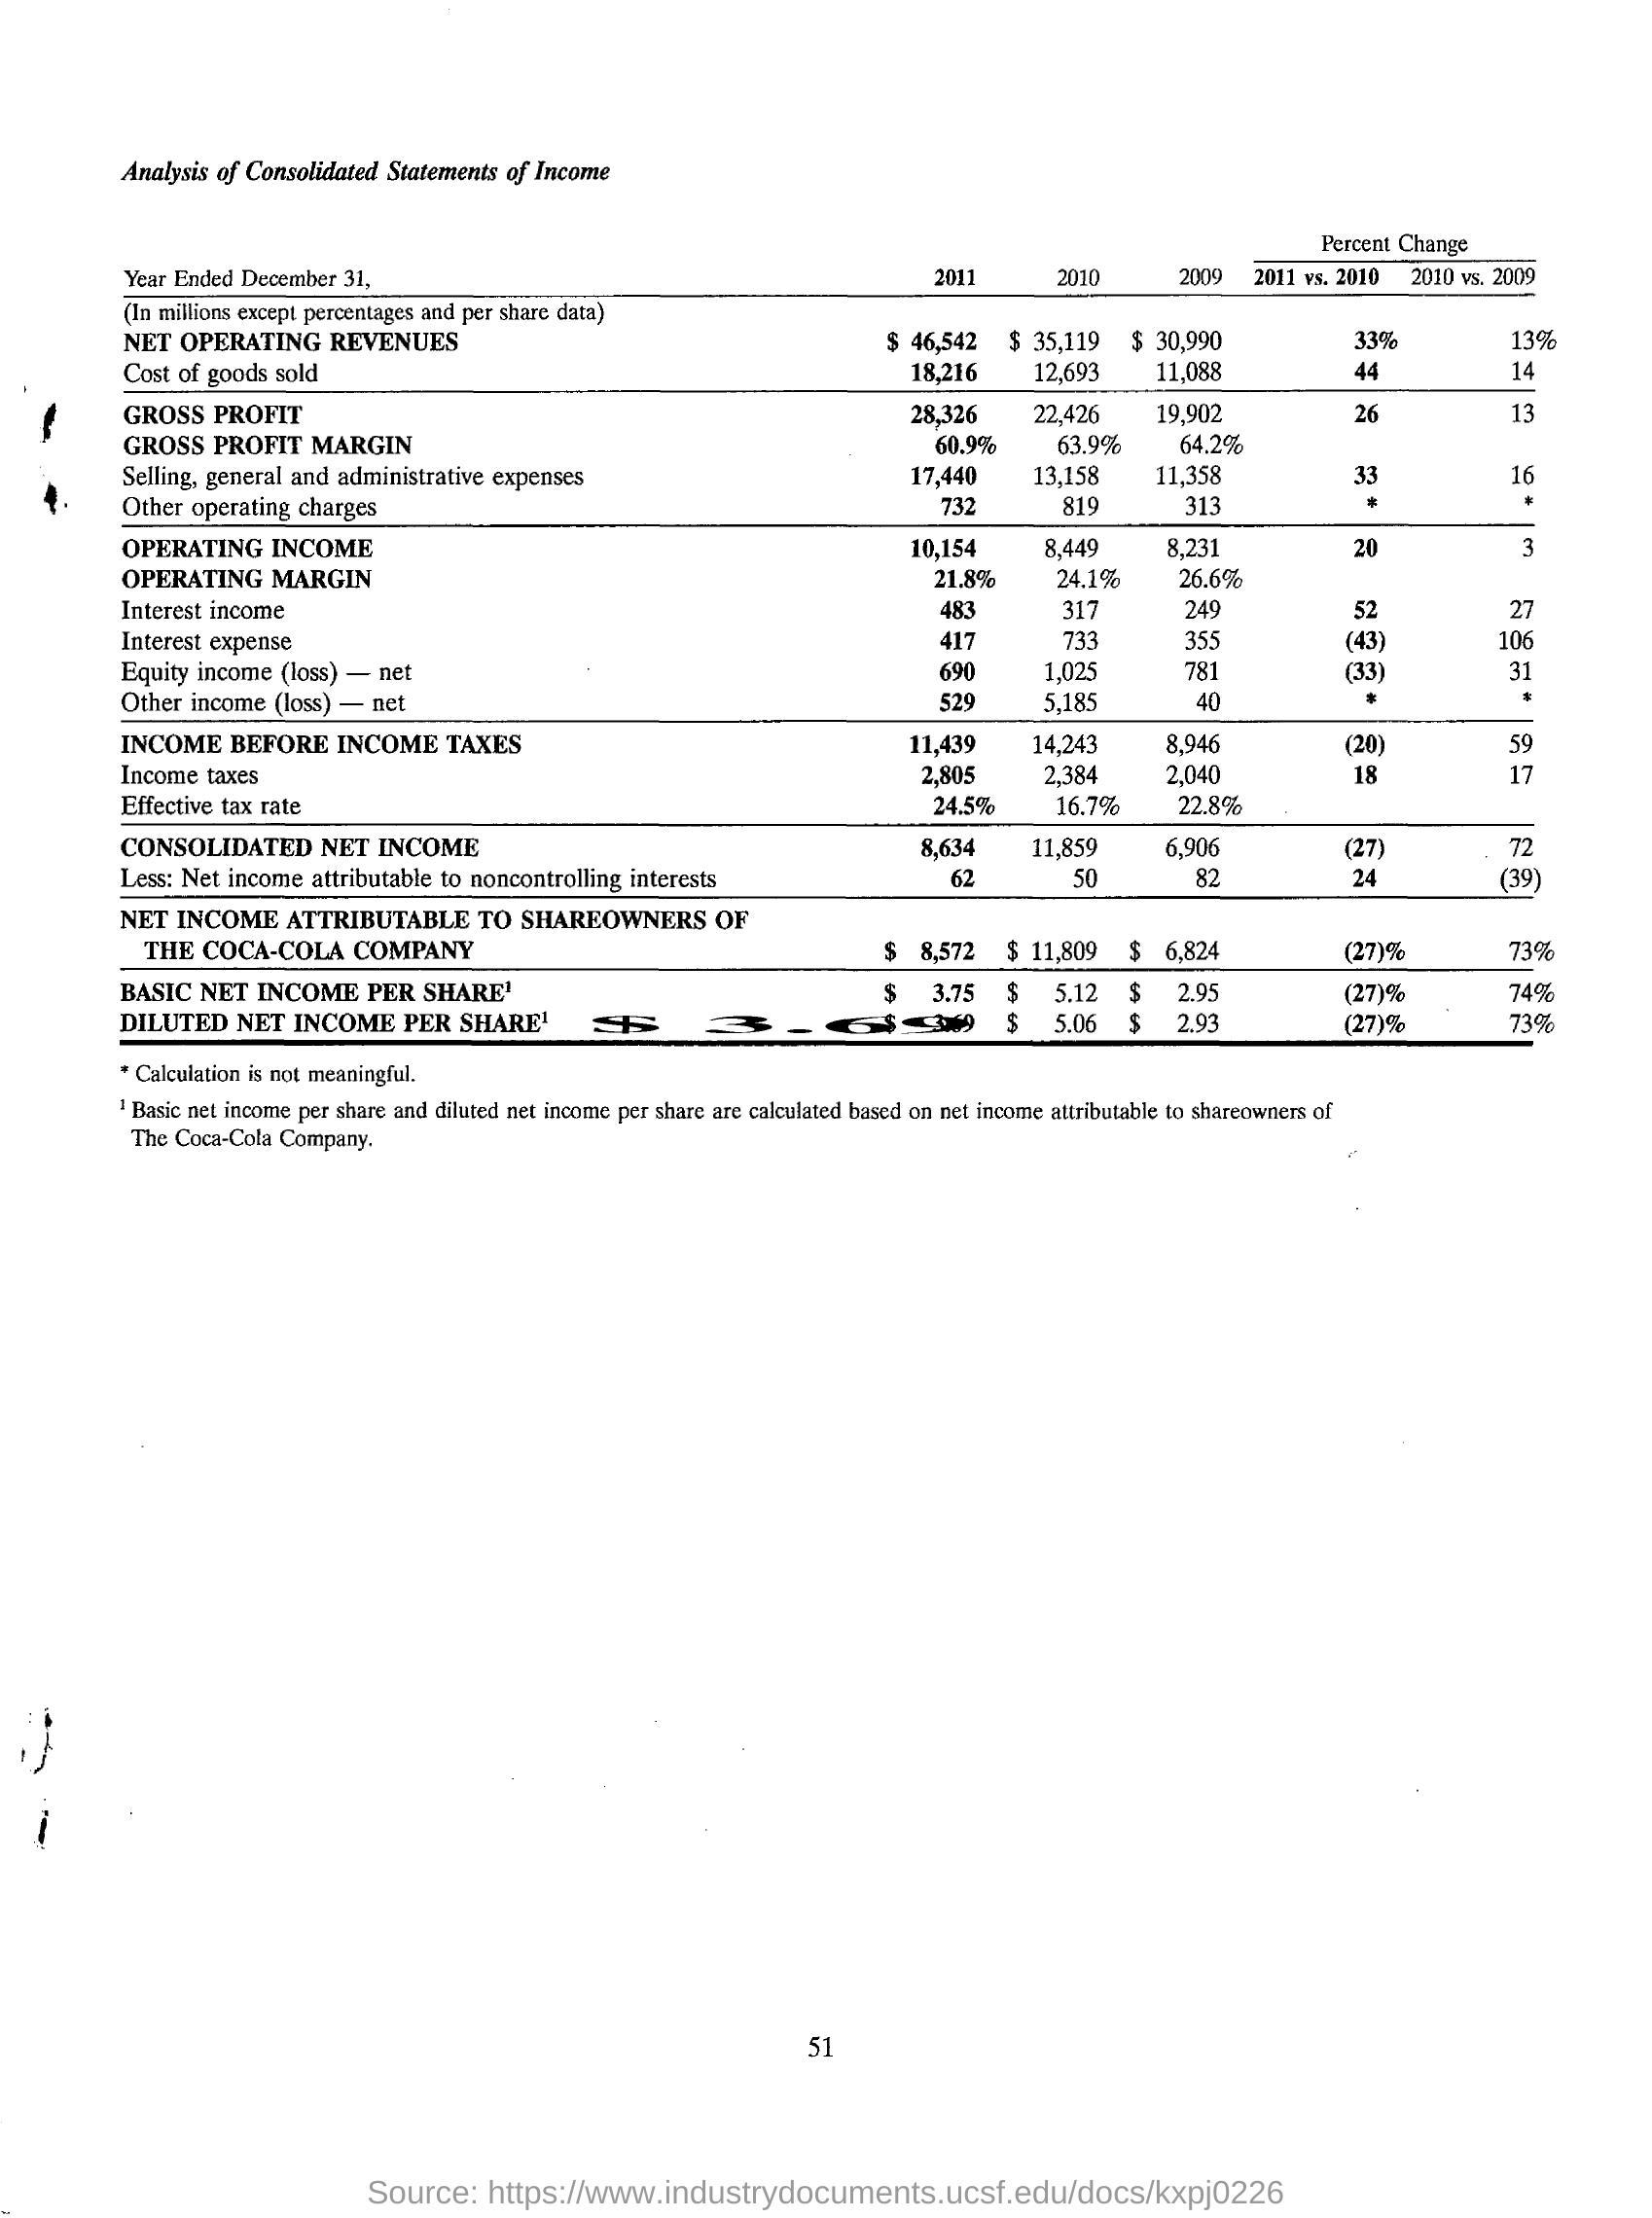 Analysis of Consolidated Statements of Income
Percent Change
Year Ended December 31, 2011 2010 2009 2011 vs. 2010 2010 vs. 2009
(In millions except percentages and per share data)
NET OPERATING REVENUES $ 46,542 $ 35,119 $ 30,990 33% 13%
Cost of goods sold 18,216 12,693 11,088 44 14
GROSS PROFIT 28,326 22,426 19,902 26 13
GROSS PROFIT MARGIN 60.9% 63.9% 64.2%
Selling, general and administrative expenses 17,440 13,158 11,358 33 16
Other operating charges 732 819 313 * *
OPERATING INCOME 10,154 8,449 8,231 20 3
OPERATING MARGIN 21.8% 24.1% 26.6%
Interest income 483 317 249 52 27
Interest expense 417 733 355 (43) 106
Equity income (loss) — net 690 1,025 781 (33) 31
Other income (loss) — net 529 5,185 40 * *
INCOME BEFORE INCOME TAXES 11,439 14,243 8,946 (20) 59
Income taxes 2,805 2,384 2,040 18 17
Effective tax rate 24.5% 16.7% 22.8%
CONSOLIDATED NET INCOME 8,634 11,859 6,906 (27) 72
Less: Net income attributable to noncontrolling interests 62 50 82 24 (39)
NET INCOME ATTRIBUTABLE TO SHAREOWNERS OF
THE COCA-COLA COMPANY $ 8,572 $ 11,809 $ 6,824 (27)% 73%
BASIC NET INCOME PER SHARE¹ $ 3.75 $ 5.12 $ 2.95 (27)% 74%
DILUTED NET INCOME PER SHARE¹ $ 3.69 $ 5.06 $ 2.93 (27)% 73%
* Calculation is not meaningful.
¹ Basic net income per share and diluted net income per share are calculated based on net income attributable to shareowners of
The Coca-Cola Company.
51
Source: https://www.industrydocuments.ucsf.edu/docs/kxpj0226